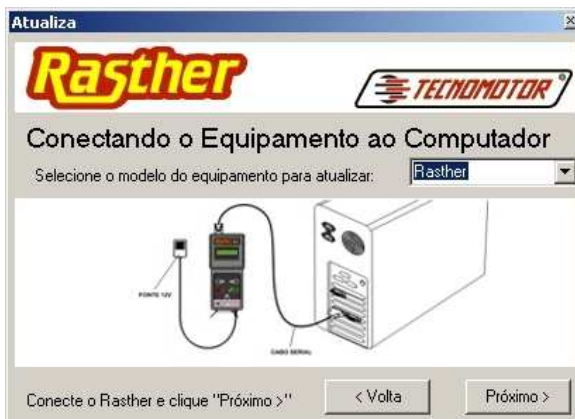 Atualiza
Rasther
TECNOMOTOR®
Conectando o Equipamento ao Computador
Selecione o modelo do equipamento para atualizar:
Rasther
FONTE 12V
CABO SERIAL
Conecte o Rasther e clique "Próximo >"
< Volta
Próximo >